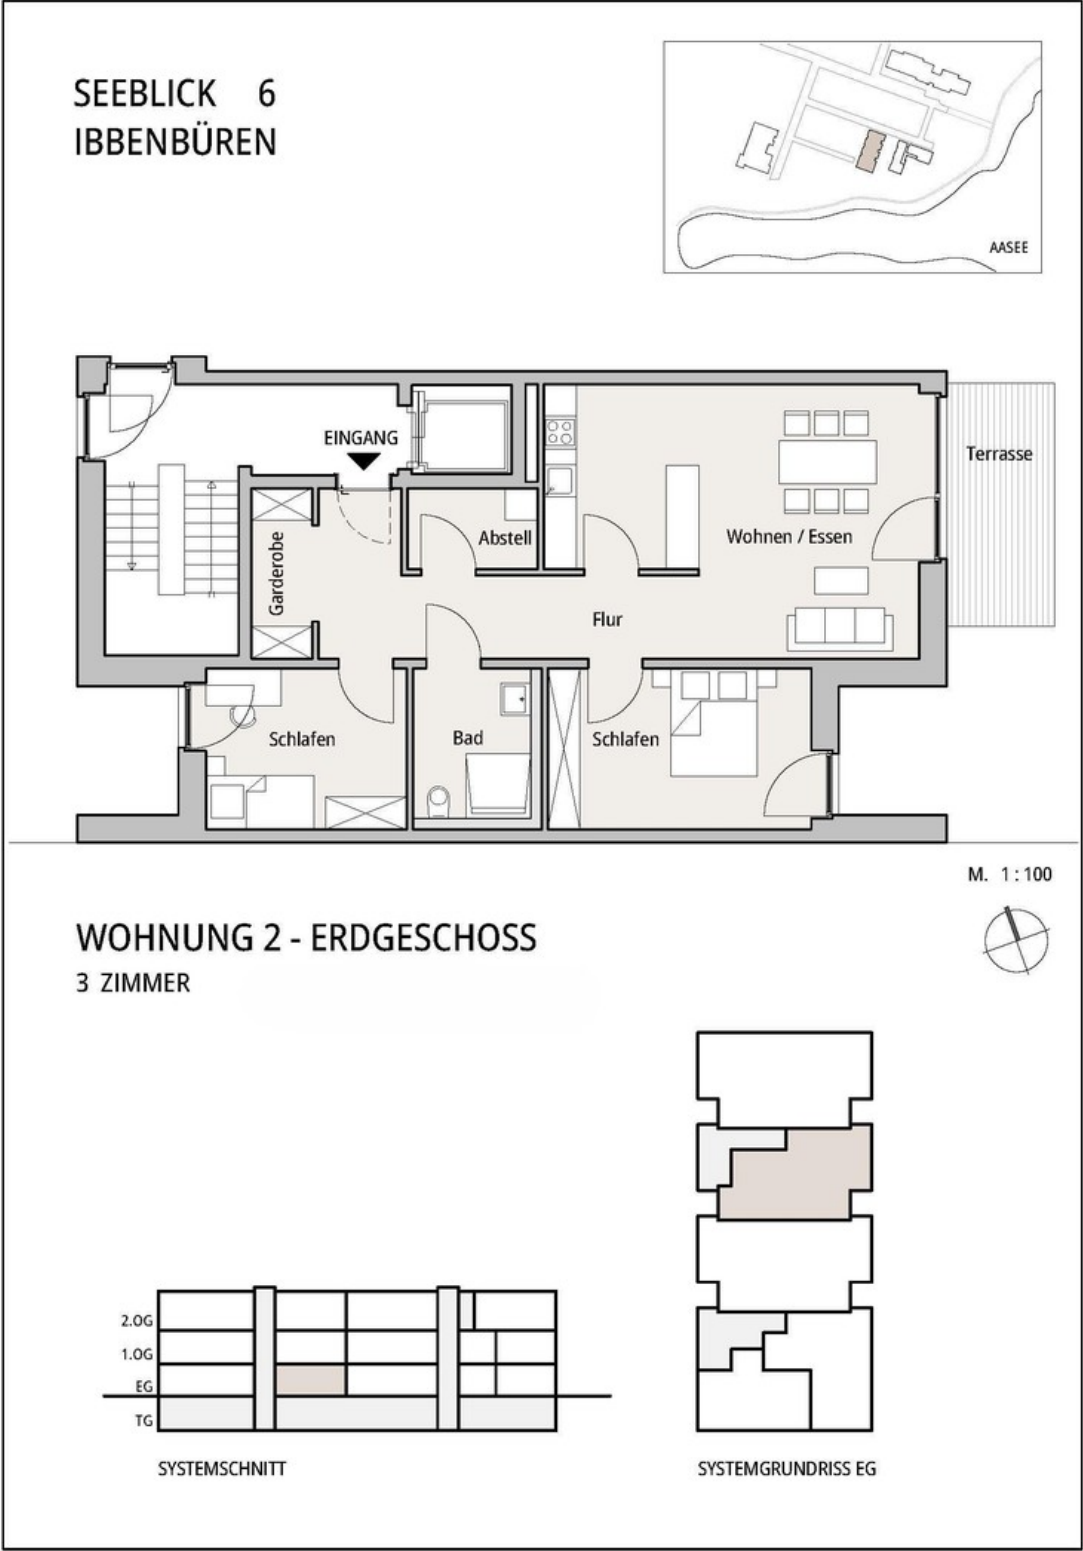 SEEBLICK 6
IBBENBÜREN
AASEE
EINGANG
Terrasse
Garderobe
Abstell
Wohnen / Essen
Flur
Schlafen
Bad
Schlafen
M. 1 : 100
WOHNUNG 2 - ERDGESCHOSS
3 ZIMMER
2.OG
1.OG
EG
TG
SYSTEMSCHNITT
SYSTEMGRUNDRISS EG